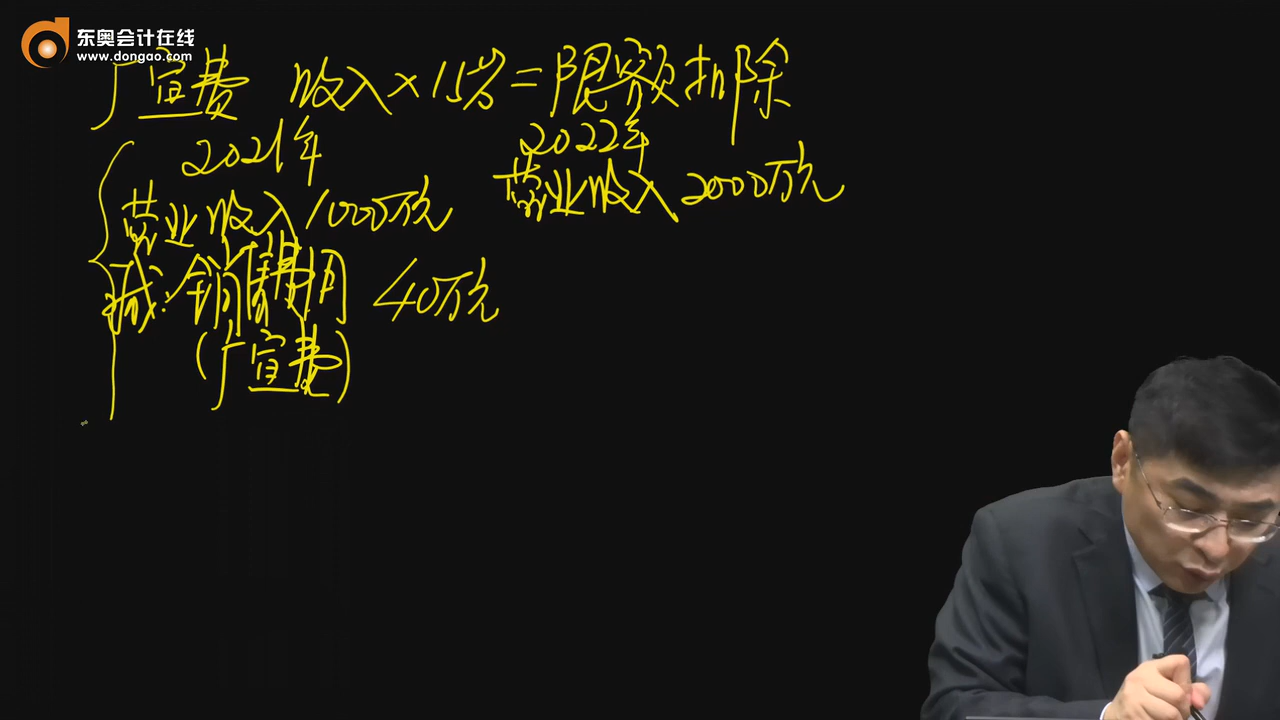 东奥会计在线
www.dongao.com
广宣费 收入×15%=限额扣除
2021年
营业收入1000万元
减:销售费用 40万元
(广宣费)
2022年
营业收入2000万元